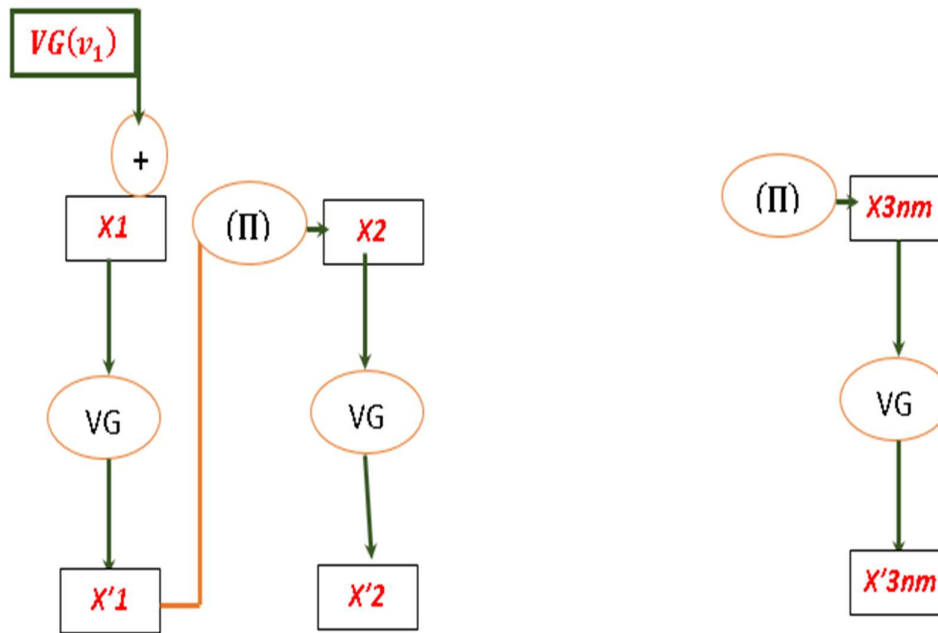 VG(v₁)
+
X1
(Π)
X2
(Π)
X3nm
VG
VG
VG
X'1
X'2
X'3nm